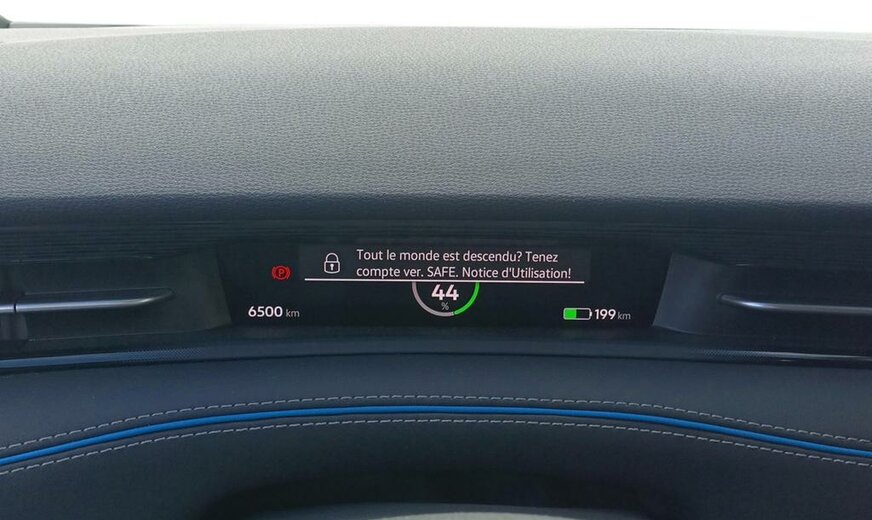 Tout le monde est descendu? Tenez
compte ver. SAFE. Notice d'Utilisation!
P
44
%
6500 km
199 km